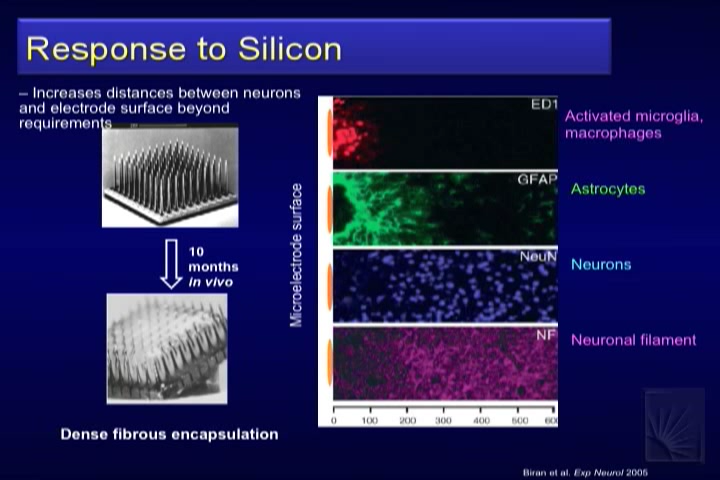 Response to Silicon
– Increases distances between neurons
and electrode surface beyond
requirements
10
months
in vivo
Dense fibrous encapsulation
Microelectrode surface
ED1
GFAP
NeuN
NF
0 100 200 300 400 500 600
Activated microglia,
macrophages
Astrocytes
Neurons
Neuronal filament
Biran et al. Exp Neurol 2005